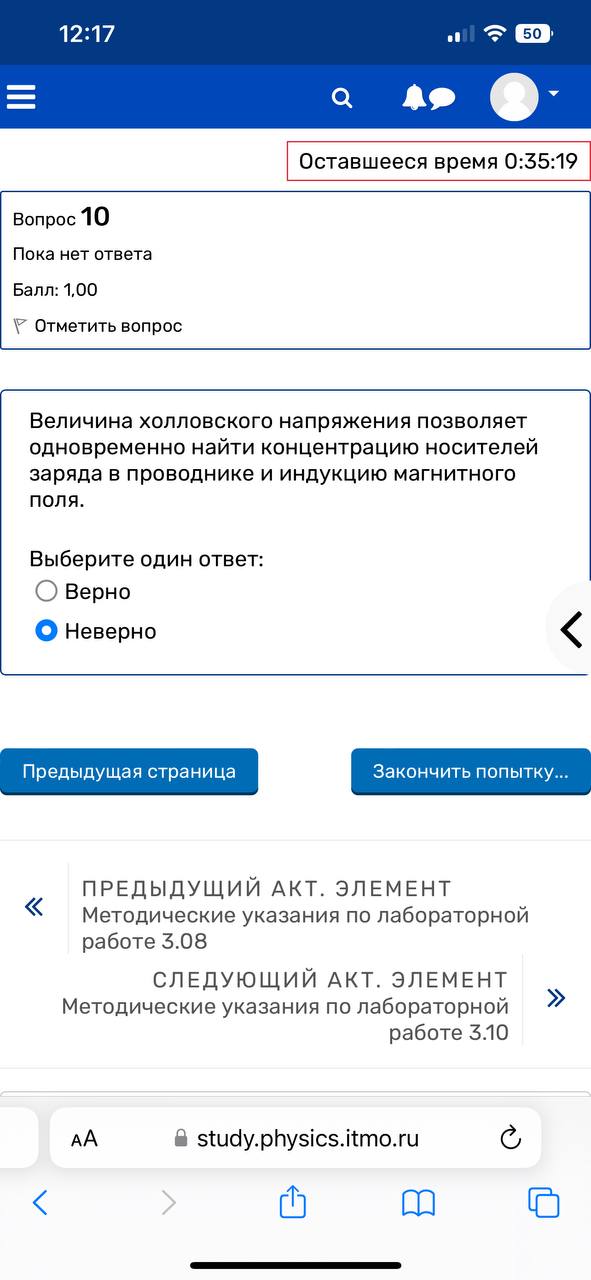 12:17
50
Оставшееся время 0:35:19
Вопрос 10
Пока нет ответа
Балл: 1,00
Отметить вопрос
Величина холловского напряжения позволяет
одновременно найти концентрацию носителей
заряда в проводнике и индукцию магнитного
поля.
Выберите один ответ:
Верно
Неверно
Предыдущая страница
Закончить попытку...
ПРЕДЫДУЩИЙ АКТ. ЭЛЕМЕНТ
Методические указания по лабораторной
работе 3.08
СЛЕДУЮЩИЙ АКТ. ЭЛЕМЕНТ
Методические указания по лабораторной
работе 3.10
АА
study.physics.itmo.ru